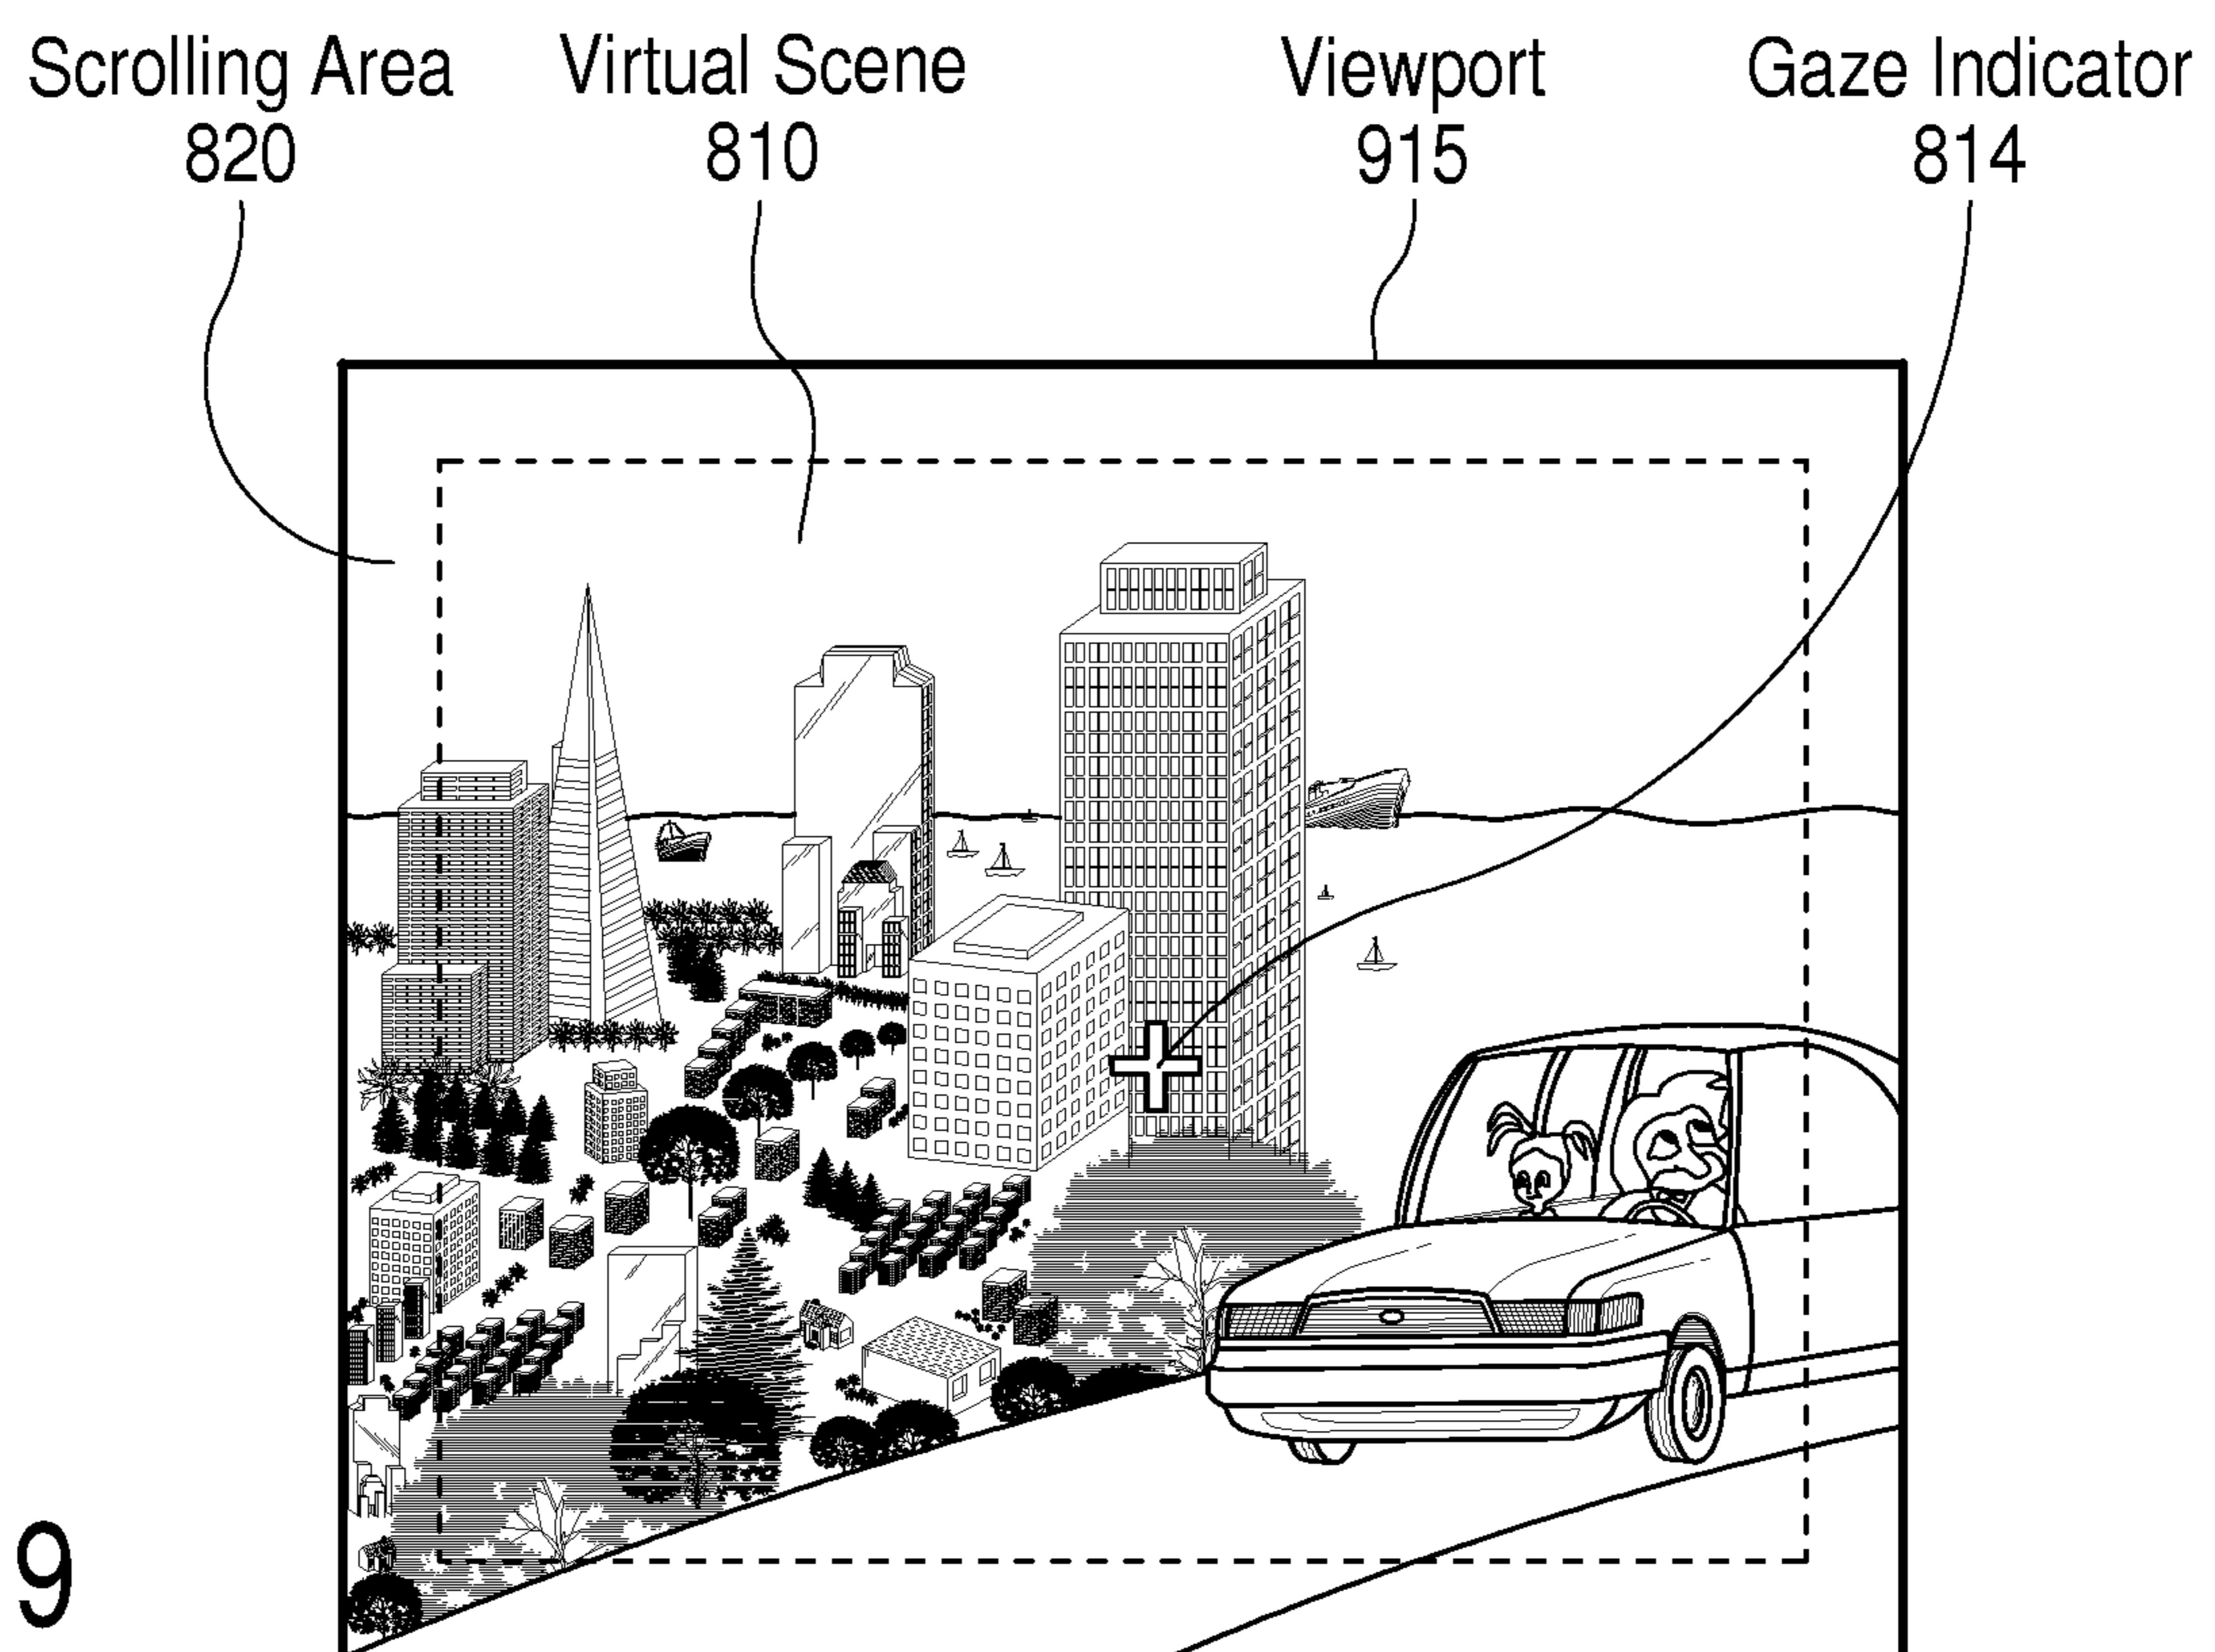 Scrolling Area
820
Virtual Scene
810
Viewport
915
Gaze Indicator
814
9